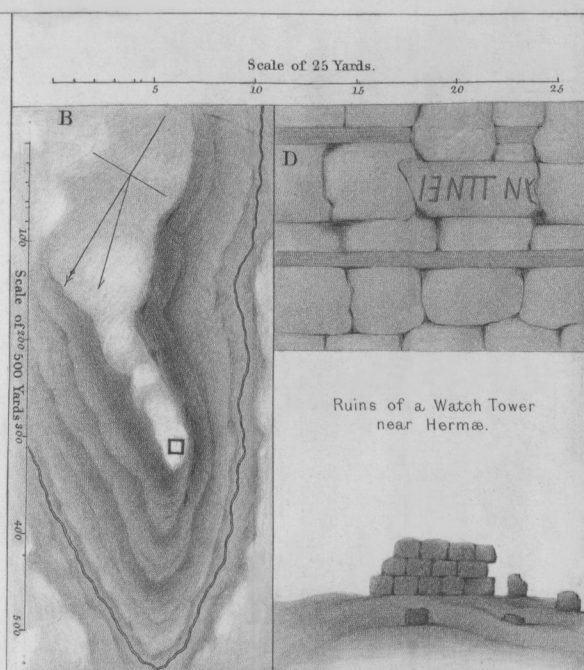 Scale of 25 Yards.
5 10 15 20 25
B
D
100
Scale of 500 Yards
200
300
400
500
Ruins of a Watch Tower
near Hermæ.